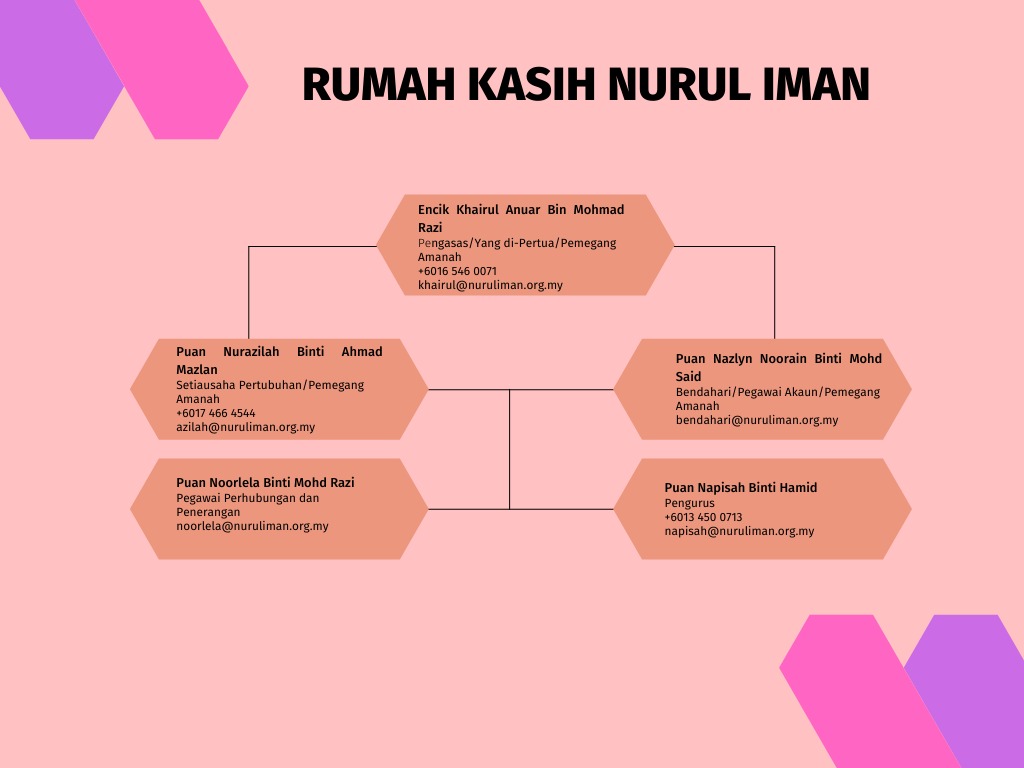 RUMAH KASIH NURUL IMAN
Encik Khairul Anuar Bin Mohmad
Razi
Pengasas/Yang di-Pertua/Pemegang
Amanah
+6016 546 0071
khairul@nuruliman.org.my
Puan Nurazilah Binti Ahmad
Mazlan
Setiausaha Pertubuhan/Pemegang
Amanah
+6017 466 4544
azilah@nuruliman.org.my
Puan Nazlyn Noorain Binti Mohd
Said
Bendahari/Pegawai Akaun/Pemegang
Amanah
bendahari@nuruliman.org.my
Puan Noorlela Binti Mohd Razi
Pegawai Perhubungan dan
Penerangan
noorlela@nuruliman.org.my
Puan Napisah Binti Hamid
Pengurus
+6013 450 0713
napisah@nuruliman.org.my